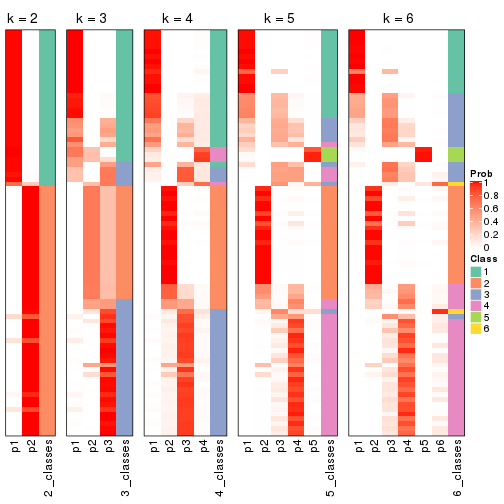 k = 2
k = 3
k = 4
k = 5
k = 6
Prob
1
0.8
0.6
0.4
0.2
0
Class
1
2
3
4
5
6
p1
p2
2_classes
p1
p2
p3
3_classes
p1
p2
p3
p4
4_classes
p1
p2
p3
p4
p5
5_classes
p1
p2
p3
p4
p5
p6
6_classes